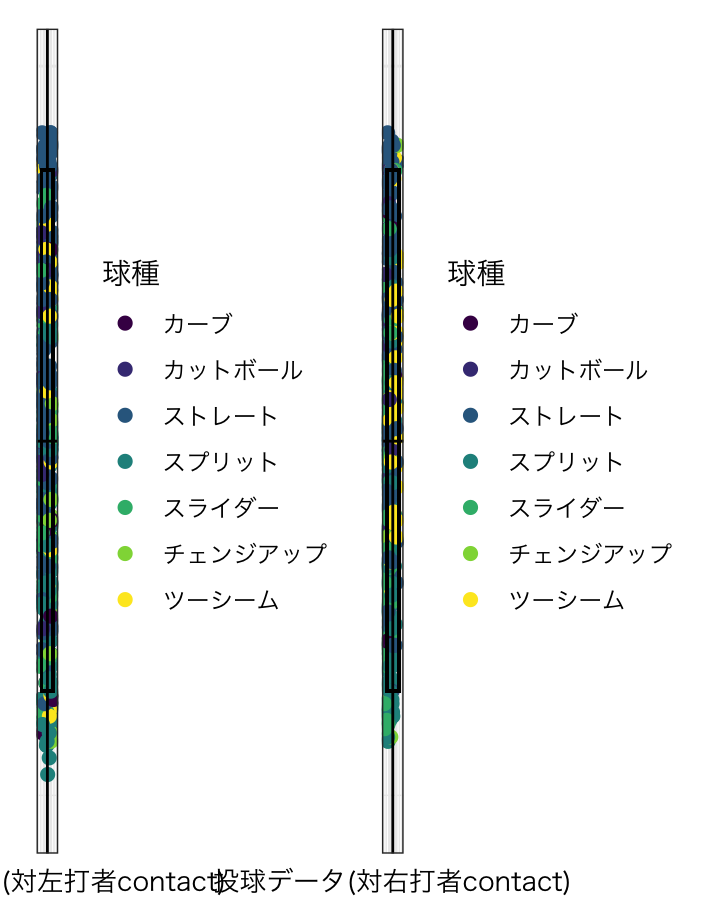 球種
カーブ
カットボール
ストレート
スプリット
スライダー
チェンジアップ
ツーシーム
球種
カーブ
カットボール
ストレート
スプリット
スライダー
チェンジアップ
ツーシーム
(対左打者contact)
投球データ(対右打者contact)